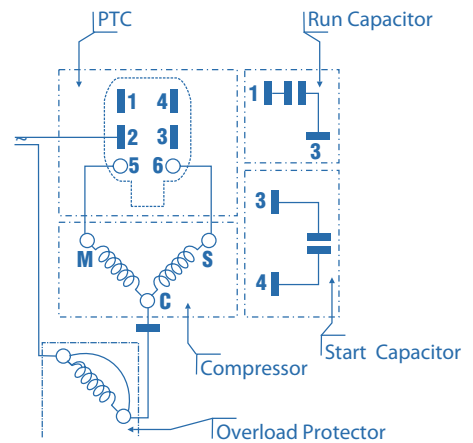 PTC
Run Capacitor
1 4
2 3
5 6
1
3
3
4
M S
C
~
Compressor
Start Capacitor
Overload Protector